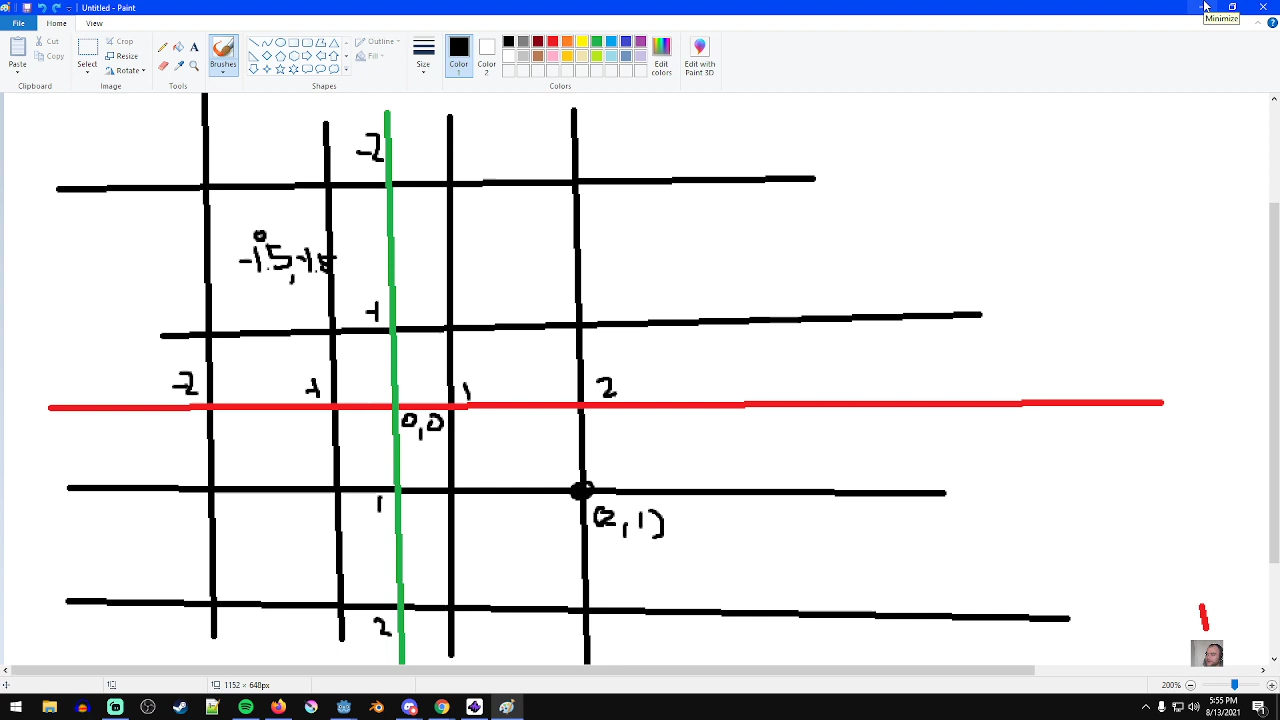 Untitled - Paint
File Home View
Minimize
Paste Cut Copy
Clipboard
Select Crop Resize Rotate
Image
A
Tools
Brushes
Outline Fill
Shapes
Size
Color 1
Color 2
Edit colors
Colors
Edit with Paint 3D
-2
-1.5, -1.5
-1
-2 -1 1 2
0,0
1
(2, 1)
2
1152 × 648px
200%
5:55 PM
8/13/2021